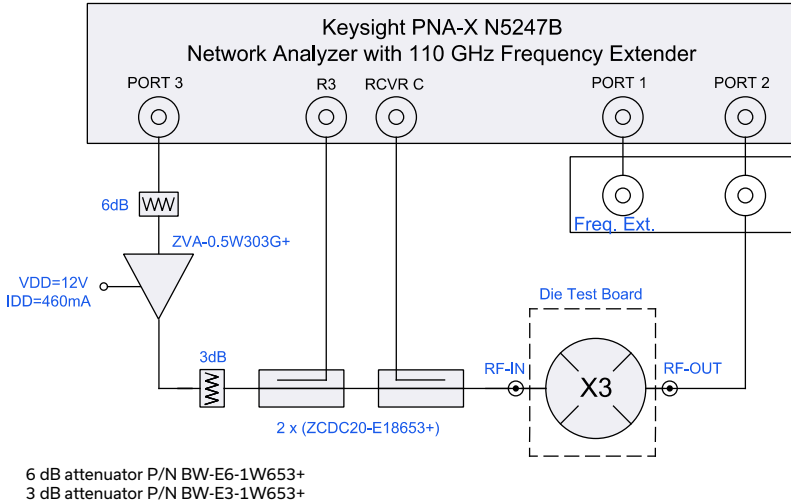 Keysight PNA-X N5247B
Network Analyzer with 110 GHz Frequency Extender
PORT 3
R3
RCVR C
PORT 1
PORT 2
6dB
Freq. Ext.
ZVA-0.5W303G+
VDD=12V
IDD=460mA
Die Test Board
3dB
RF-IN
X3
RF-OUT
2 x (ZCDC20-E18653+)
6 dB attenuator P/N BW-E6-1W653+
3 dB attenuator P/N BW-E3-1W653+